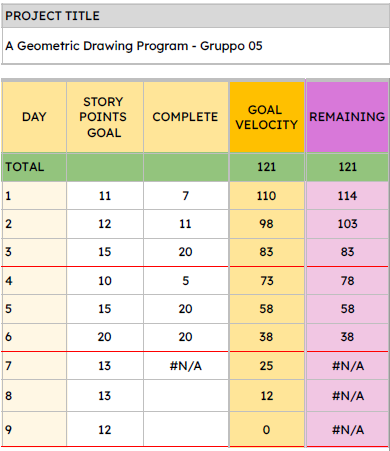 PROJECT TITLE
A Geometric Drawing Program - Gruppo 05
DAY STORY POINTS GOAL COMPLETE GOAL VELOCITY REMAINING
TOTAL 121 121
1 11 7 110 114
2 12 11 98 103
3 15 20 83 83
4 10 5 73 78
5 15 20 58 58
6 20 20 38 38
7 13 #N/A 25 #N/A
8 13 12 #N/A
9 12 0 #N/A